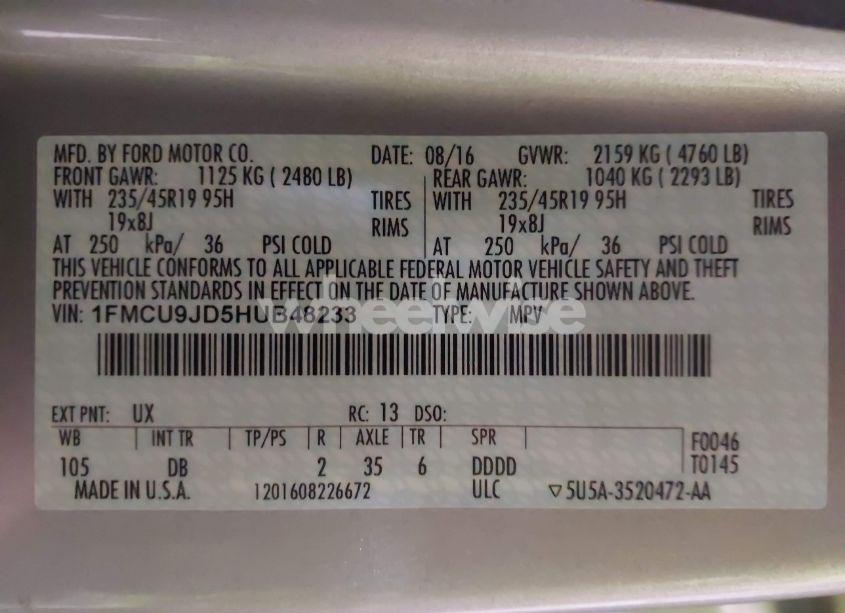 MFD. BY FORD MOTOR CO. DATE: 08/16 GVWR: 2159 KG ( 4760 LB)
FRONT GAWR: 1125 KG ( 2480 LB) REAR GAWR: 1040 KG ( 2293 LB)
WITH 235/45R19 95H TIRES WITH 235/45R19 95H TIRES
19x8J RIMS 19x8J RIMS
AT 250 kPa/ 36 PSI COLD AT 250 kPa/ 36 PSI COLD
THIS VEHICLE CONFORMS TO ALL APPLICABLE FEDERAL MOTOR VEHICLE SAFETY AND THEFT
PREVENTION STANDARDS IN EFFECT ON THE DATE OF MANUFACTURE SHOWN ABOVE.
VIN: 1FMCU9JD5HUB48233 TYPE: MPV
wheelwise
EXT PNT: UX RC: 13 DSO:
WB INT TR TP/PS R AXLE TR SPR F0046
105 DB 2 35 6 DDDD T0145
MADE IN U.S.A. 1201608226672 ULC ▽5U5A-3520472-AA